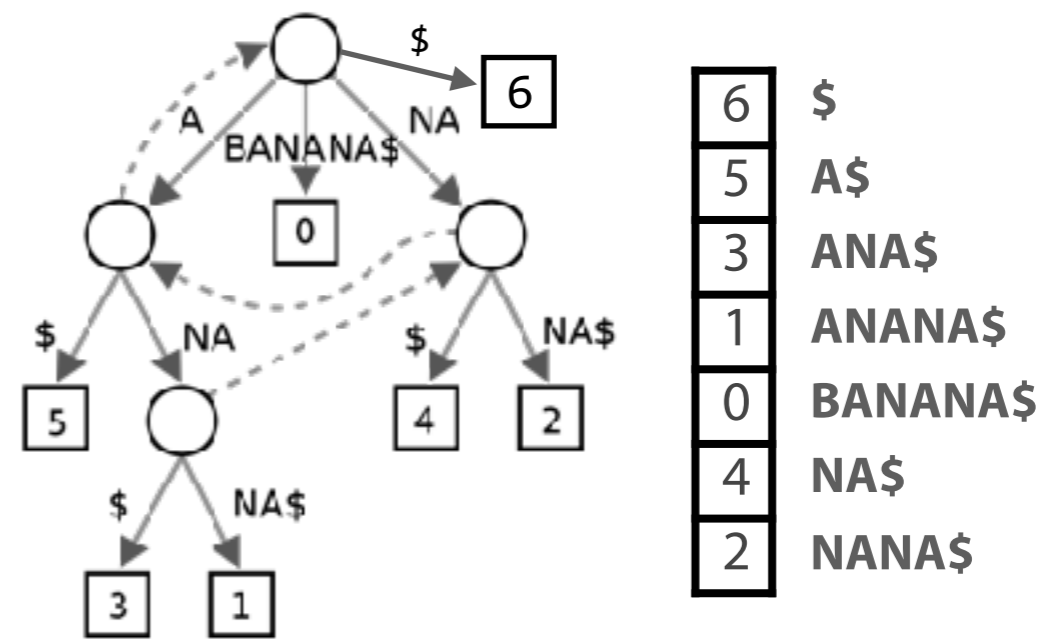 $
6
A
BANANA$
NA
0
$
NA
$
NA$
5
4
2
$
NA$
3
1
6 $
5 A$
3 ANA$
1 ANANA$
0 BANANA$
4 NA$
2 NANA$